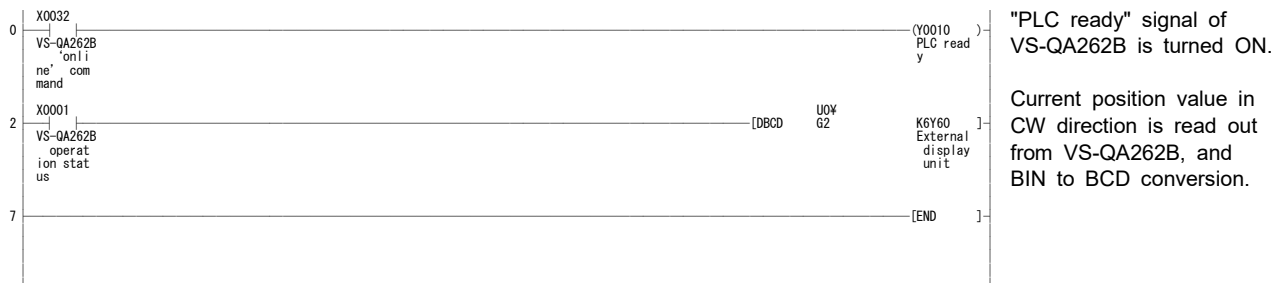 X0032
0
(Y0010 )
VS-QA262B
'onli
ne' com
mand
PLC read
y
"PLC ready" signal of
VS-QA262B is turned ON.
X0001
2
[DBCD U0¥
G2 K6Y60 ]
VS-QA262B
operat
ion stat
us
External
display
unit
Current position value in
CW direction is read out
from VS-QA262B, and
BIN to BCD conversion.
7
[END ]